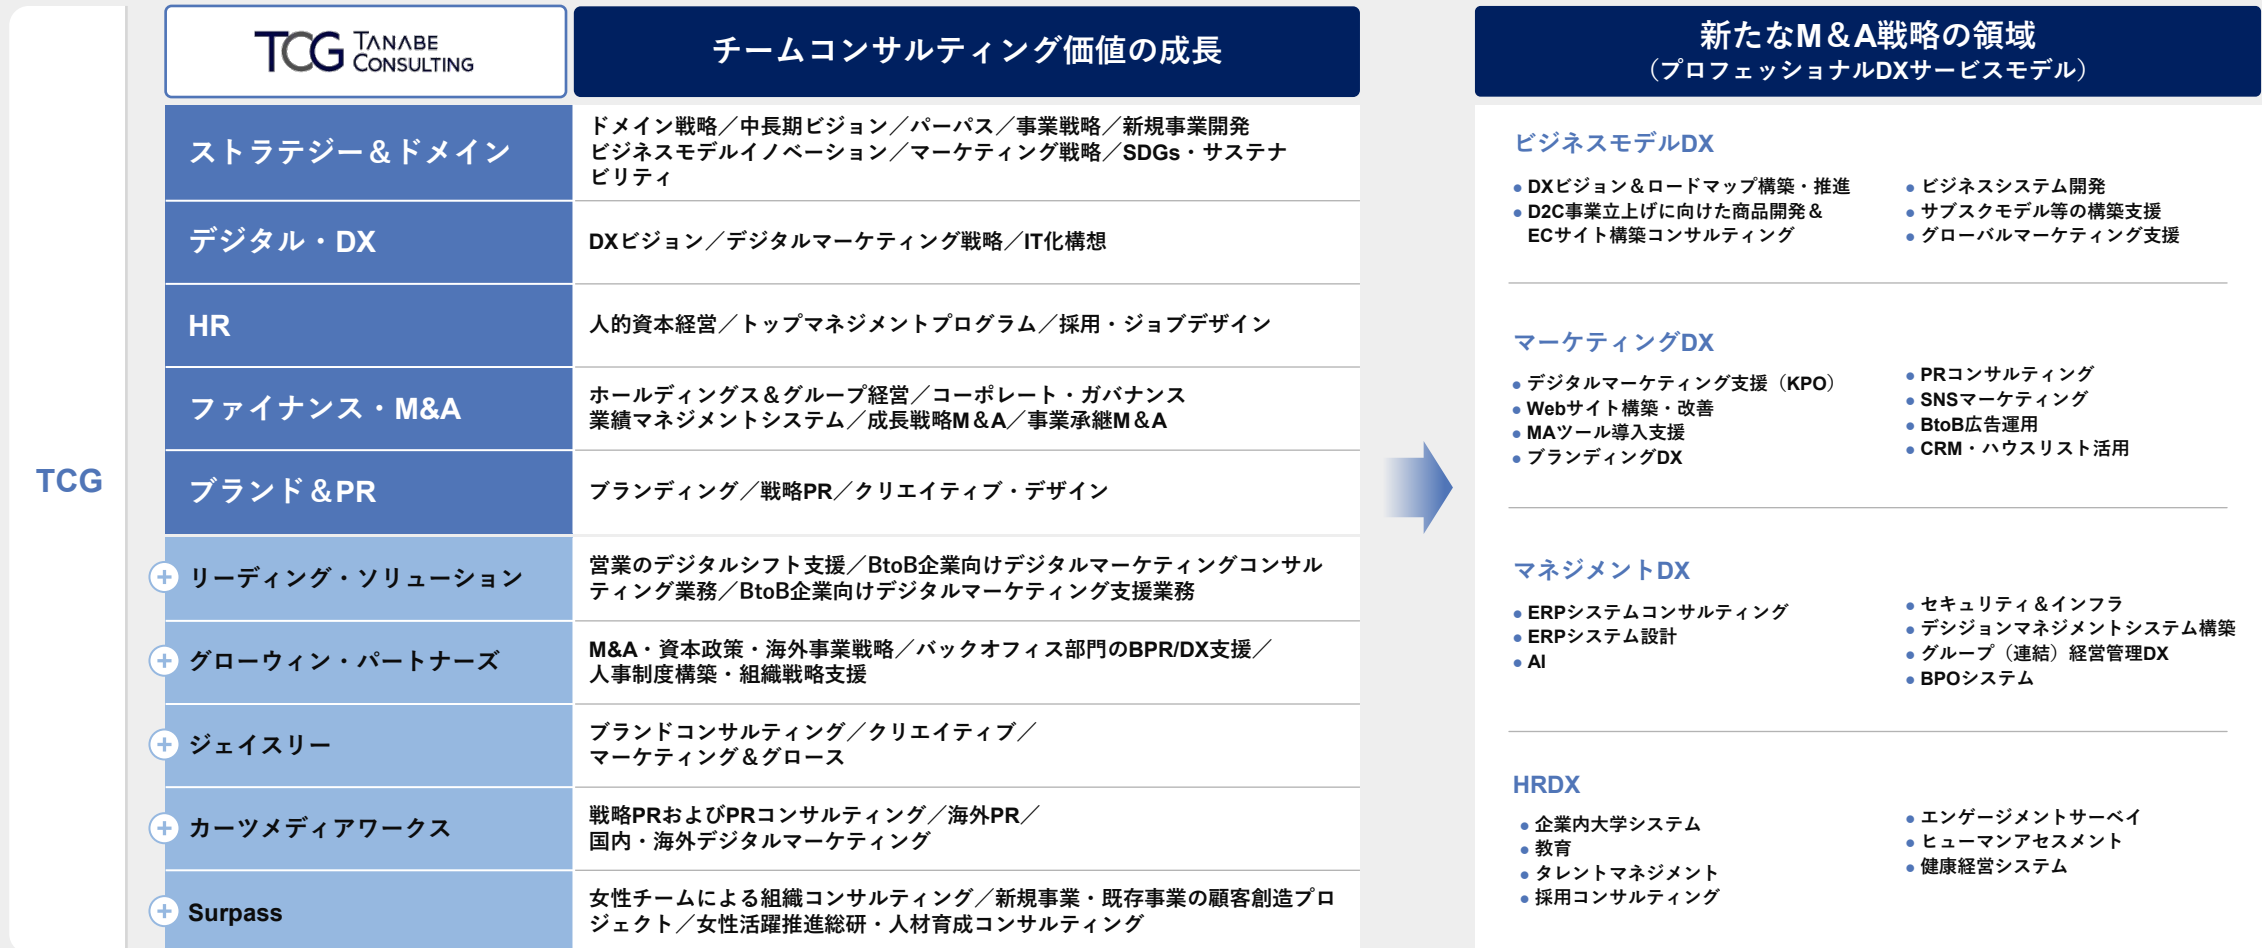 TCG
TCG TANABE CONSULTING
チームコンサルティング価値の成長
ストラテジー＆ドメイン
ドメイン戦略／中長期ビジョン／パーパス／事業戦略／新規事業開発
ビジネスモデルイノベーション／マーケティング戦略／SDGs・サステナ
ビリティ
デジタル・DX
DXビジョン／デジタルマーケティング戦略／IT化構想
HR
人的資本経営／トップマネジメントプログラム／採用・ジョブデザイン
ファイナンス・M&A
ホールディングス＆グループ経営／コーポレート・ガバナンス
業績マネジメントシステム／成長戦略M＆A／事業承継M＆A
ブランド＆PR
ブランディング／戦略PR／クリエイティブ・デザイン
＋ リーディング・ソリューション
営業のデジタルシフト支援／BtoB企業向けデジタルマーケティングコンサル
ティング業務／BtoB企業向けデジタルマーケティング支援業務
＋ グローウィン・パートナーズ
M&A・資本政策・海外事業戦略／バックオフィス部門のBPR/DX支援／
人事制度構築・組織戦略支援
＋ ジェイスリー
ブランドコンサルティング／クリエイティブ／
マーケティング＆グロース
＋ カーツメディアワークス
戦略PRおよびPRコンサルティング／海外PR／
国内・海外デジタルマーケティング
＋ Surpass
女性チームによる組織コンサルティング／新規事業・既存事業の顧客創造プロ
ジェクト／女性活躍推進総研・人材育成コンサルティング
新たなM＆A戦略の領域
（プロフェッショナルDXサービスモデル）
ビジネスモデルDX
● DXビジョン＆ロードマップ構築・推進
● D2C事業立上げに向けた商品開発＆
ECサイト構築コンサルティング
● ビジネスシステム開発
● サブスクモデル等の構築支援
● グローバルマーケティング支援
マーケティングDX
● デジタルマーケティング支援（KPO）
● Webサイト構築・改善
● MAツール導入支援
● ブランディングDX
● PRコンサルティング
● SNSマーケティング
● BtoB広告運用
● CRM・ハウスリスト活用
マネジメントDX
● ERPシステムコンサルティング
● ERPシステム設計
● AI
● セキュリティ＆インフラ
● デシジョンマネジメントシステム構築
● グループ（連結）経営管理DX
● BPOシステム
HRDX
● 企業内大学システム
● 教育
● タレントマネジメント
● 採用コンサルティング
● エンゲージメントサーベイ
● ヒューマンアセスメント
● 健康経営システム